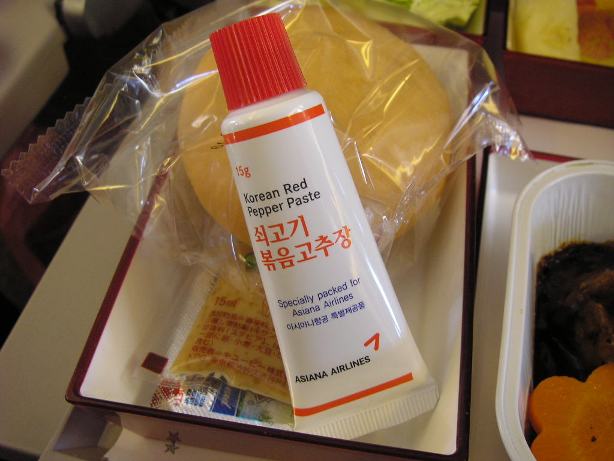 15g
Korean Red
Pepper Paste
쇠고기
볶음고추장
Specially packed for
Asiana Airlines
아시아나항공 특별제공품
ASIANA AIRLINES
15ml